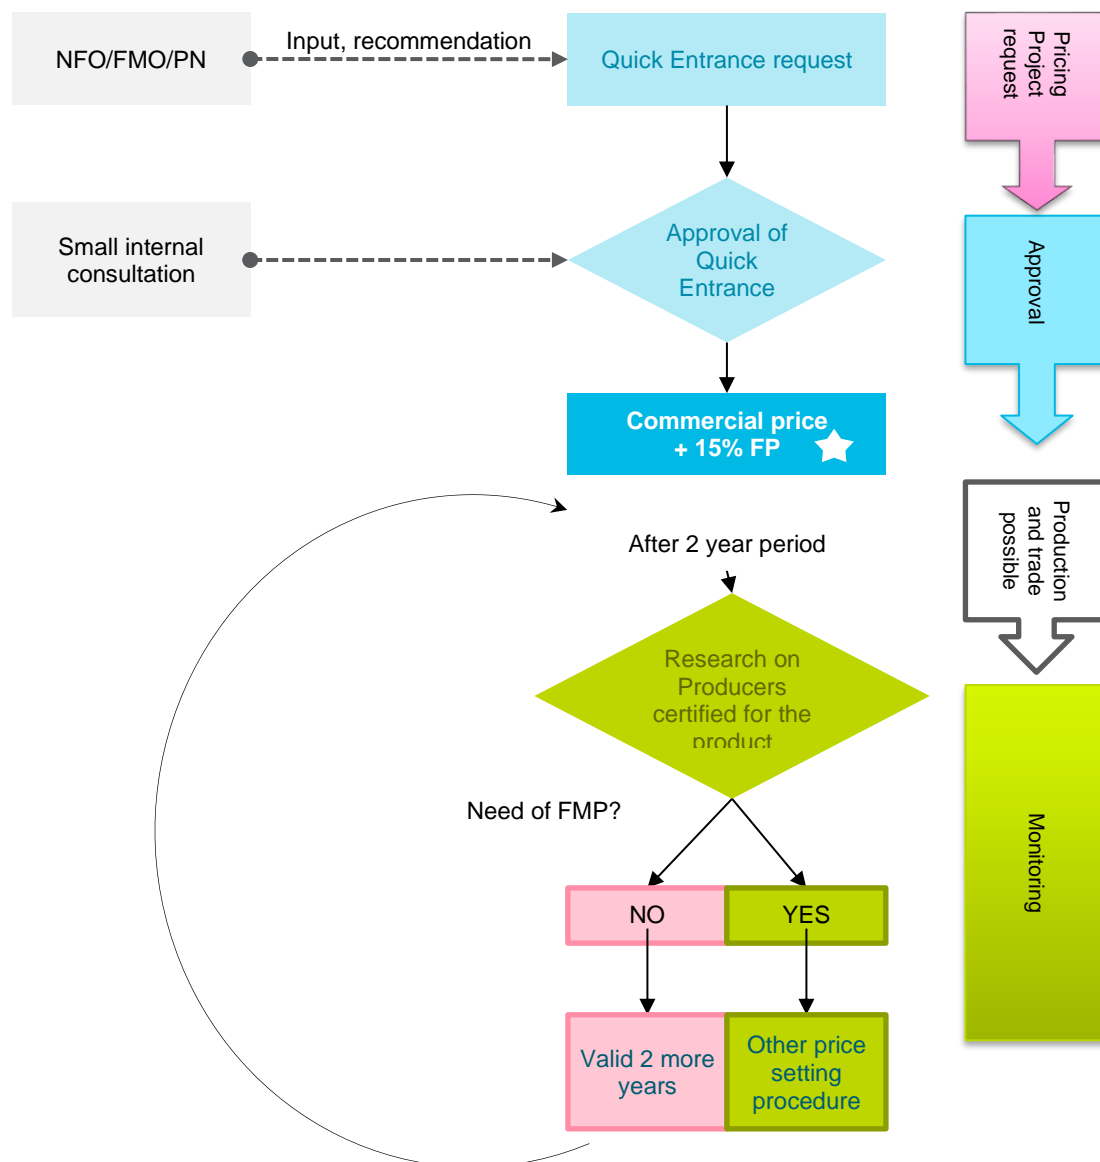 NFO/FMO/PN
Input, recommendation
Quick Entrance request
Pricing
Project
request
Small internal
consultation
Approval of
Quick
Entrance
Approval
Commercial price
+ 15% FP
Production
and trade
possible
After 2 year period
Research on
Producers
certified for the
product
Need of FMP?
NO
YES
Monitoring
Valid 2 more
years
Other price
setting
procedure